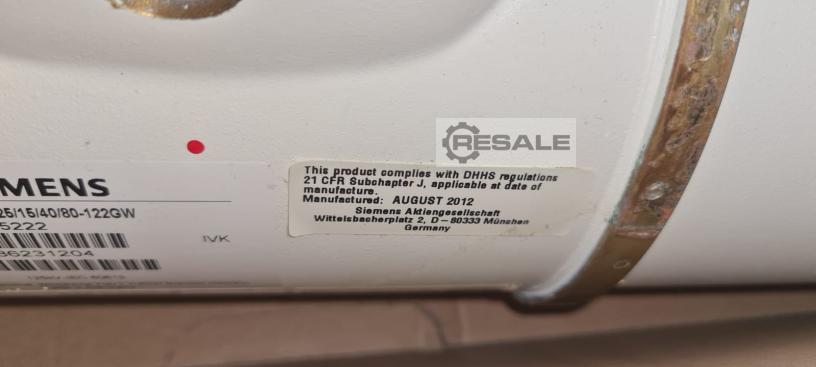 RESALE
This product complies with DHHS regulations
21 CFR Subchapter J, applicable at date of
manufacture.
Manufactured: AUGUST 2012
Siemens Aktiengesellschaft
Wittelsbacherplatz 2, D-80333 München
Germany
MENS
25/15/40/80-122GW
5222
IVK
86231204